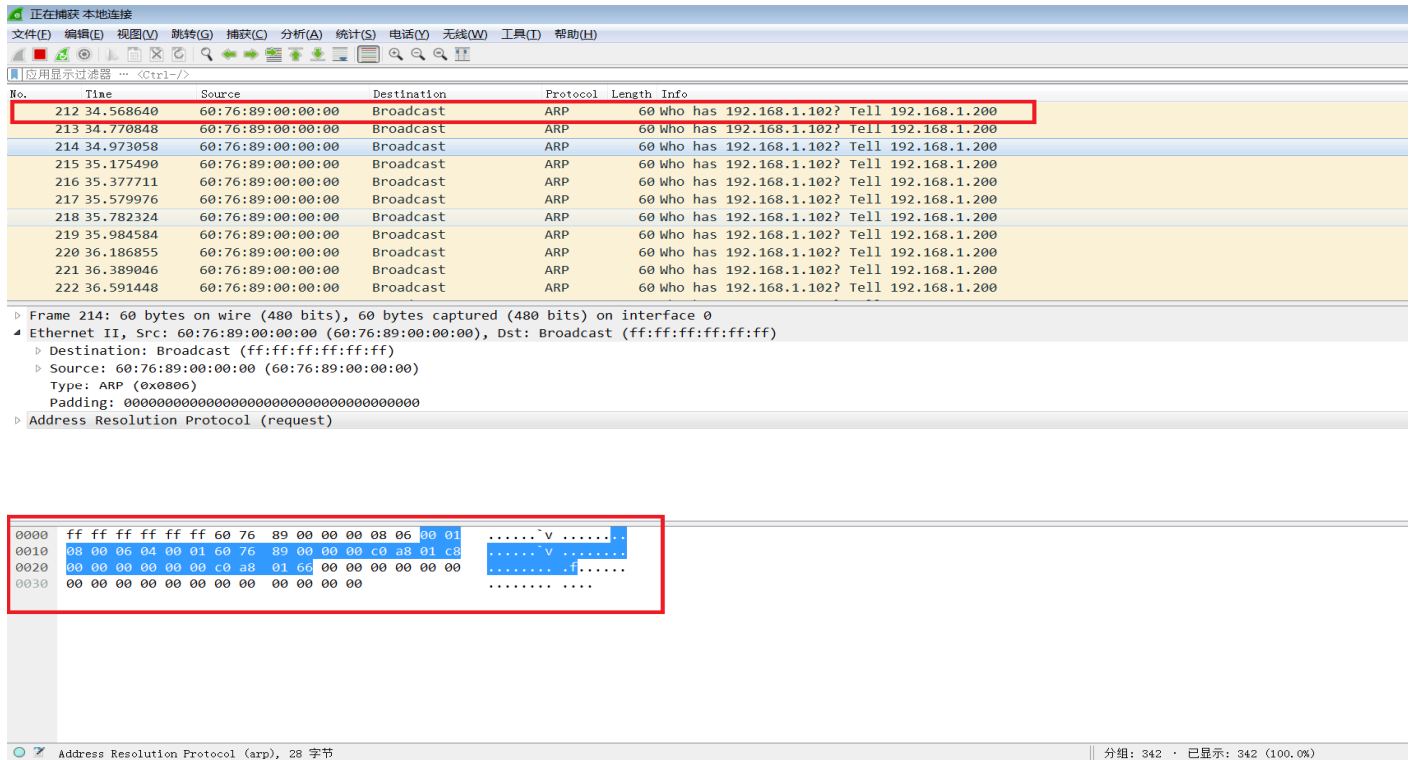 正在捕获 本地连接
文件(F) 编辑(E) 视图(V) 跳转(G) 捕获(C) 分析(A) 统计(S) 电话(Y) 无线(W) 工具(T) 帮助(H)
应用显示过滤器 … <Ctrl-/>
No. Time Source Destination Protocol Length Info
212 34.568640 60:76:89:00:00:00 Broadcast ARP 60 Who has 192.168.1.102? Tell 192.168.1.200
213 34.770848 60:76:89:00:00:00 Broadcast ARP 60 Who has 192.168.1.102? Tell 192.168.1.200
214 34.973058 60:76:89:00:00:00 Broadcast ARP 60 Who has 192.168.1.102? Tell 192.168.1.200
215 35.175490 60:76:89:00:00:00 Broadcast ARP 60 Who has 192.168.1.102? Tell 192.168.1.200
216 35.377711 60:76:89:00:00:00 Broadcast ARP 60 Who has 192.168.1.102? Tell 192.168.1.200
217 35.579976 60:76:89:00:00:00 Broadcast ARP 60 Who has 192.168.1.102? Tell 192.168.1.200
218 35.782324 60:76:89:00:00:00 Broadcast ARP 60 Who has 192.168.1.102? Tell 192.168.1.200
219 35.984584 60:76:89:00:00:00 Broadcast ARP 60 Who has 192.168.1.102? Tell 192.168.1.200
220 36.186855 60:76:89:00:00:00 Broadcast ARP 60 Who has 192.168.1.102? Tell 192.168.1.200
221 36.389046 60:76:89:00:00:00 Broadcast ARP 60 Who has 192.168.1.102? Tell 192.168.1.200
222 36.591448 60:76:89:00:00:00 Broadcast ARP 60 Who has 192.168.1.102? Tell 192.168.1.200
Frame 214: 60 bytes on wire (480 bits), 60 bytes captured (480 bits) on interface 0
Ethernet II, Src: 60:76:89:00:00:00 (60:76:89:00:00:00), Dst: Broadcast (ff:ff:ff:ff:ff:ff)
Destination: Broadcast (ff:ff:ff:ff:ff:ff)
Source: 60:76:89:00:00:00 (60:76:89:00:00:00)
Type: ARP (0x0806)
Padding: 000000000000000000000000000000000000
Address Resolution Protocol (request)
0000 ff ff ff ff ff ff 60 76 89 00 00 00 08 06 00 01 ......`v ........
0010 08 00 06 04 00 01 60 76 89 00 00 00 c0 a8 01 c8 ......`v ........
0020 00 00 00 00 00 00 c0 a8 01 66 00 00 00 00 00 00 ........ .f......
0030 00 00 00 00 00 00 00 00 00 00 00 00 ........ ....
Address Resolution Protocol (arp), 28 字节
分组: 342 · 已显示: 342 (100.0%)